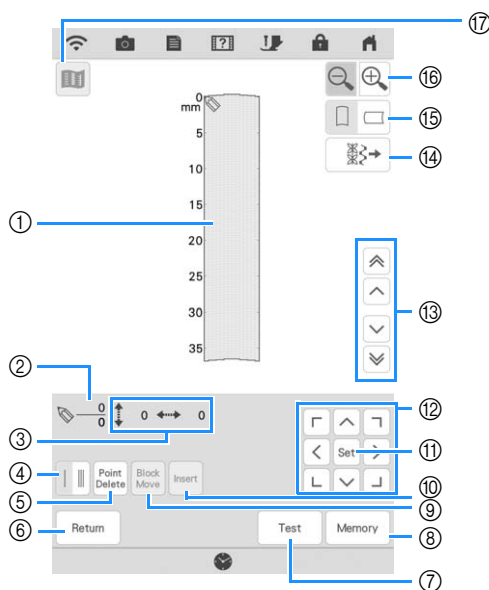 ⑰
0
mm
5
10
15
20
25
30
35
⑯
⑮
⑭
①
⑬
②
0
0
0
0
③
⑫
Set
⑪
④
Point
Delete
Block
Move
Insert
⑩
⑤
⑨
⑥
Return
Test
Memory
⑧
⑦